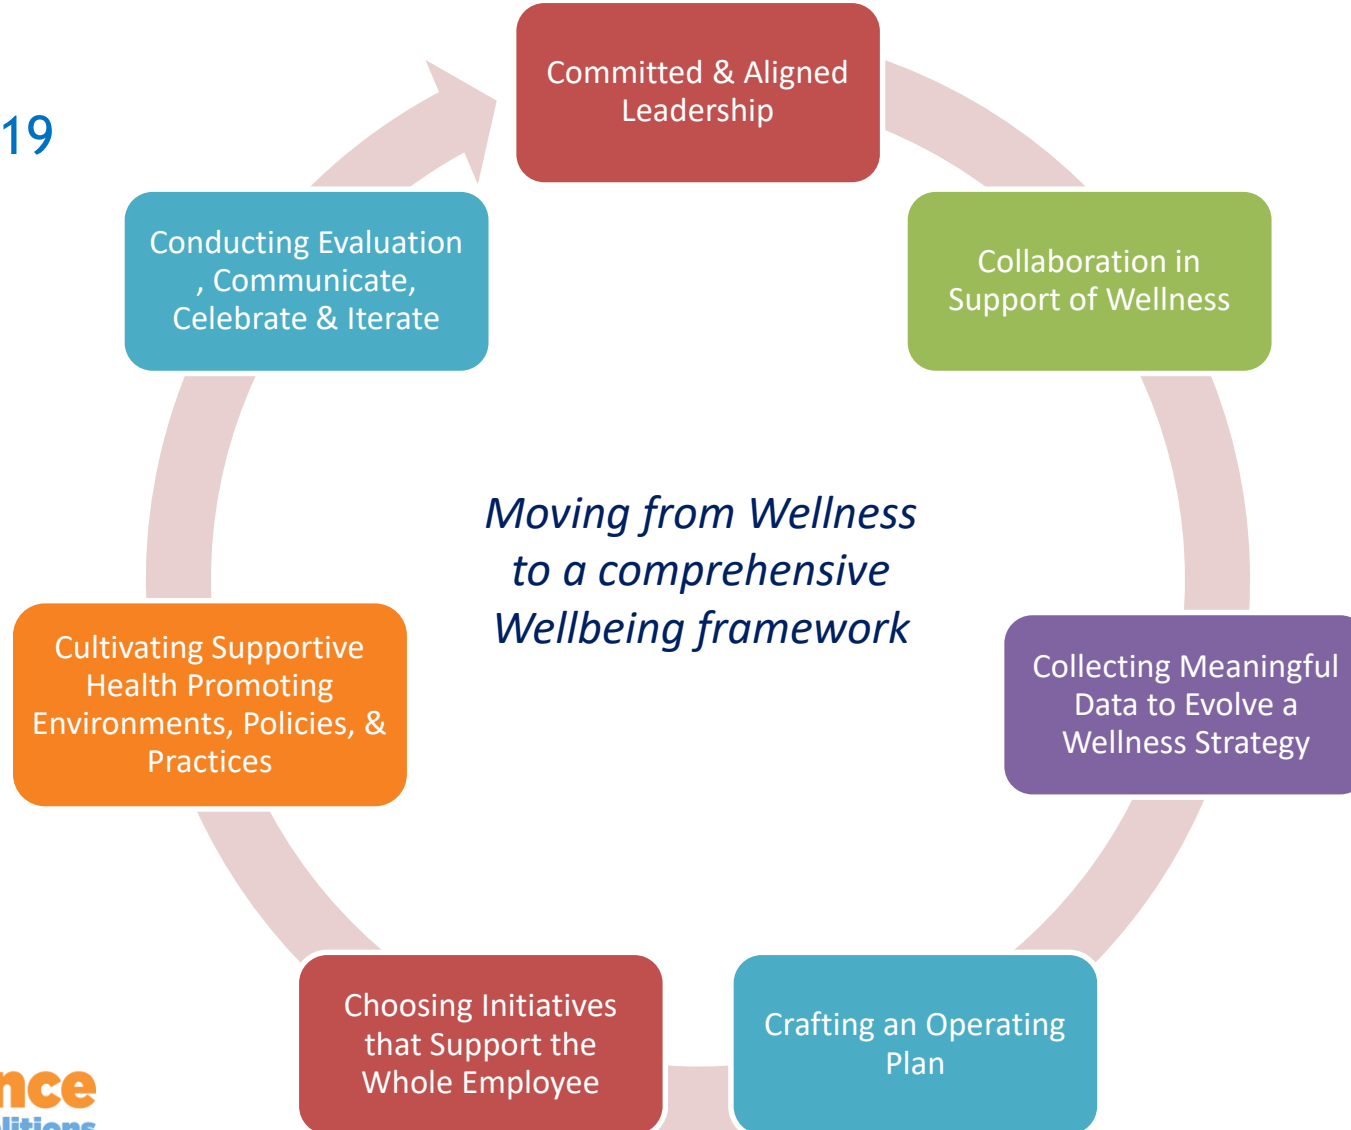 Committed & Aligned
Leadership
19
Conducting Evaluation
, Communicate,
Celebrate & Iterate
Collaboration in
Support of Wellness
Moving from Wellness
to a comprehensive
Wellbeing framework
Cultivating Supportive
Health Promoting
Environments, Policies, &
Practices
Collecting Meaningful
Data to Evolve a
Wellness Strategy
Choosing Initiatives
that Support the
Whole Employee
Crafting an Operating
Plan